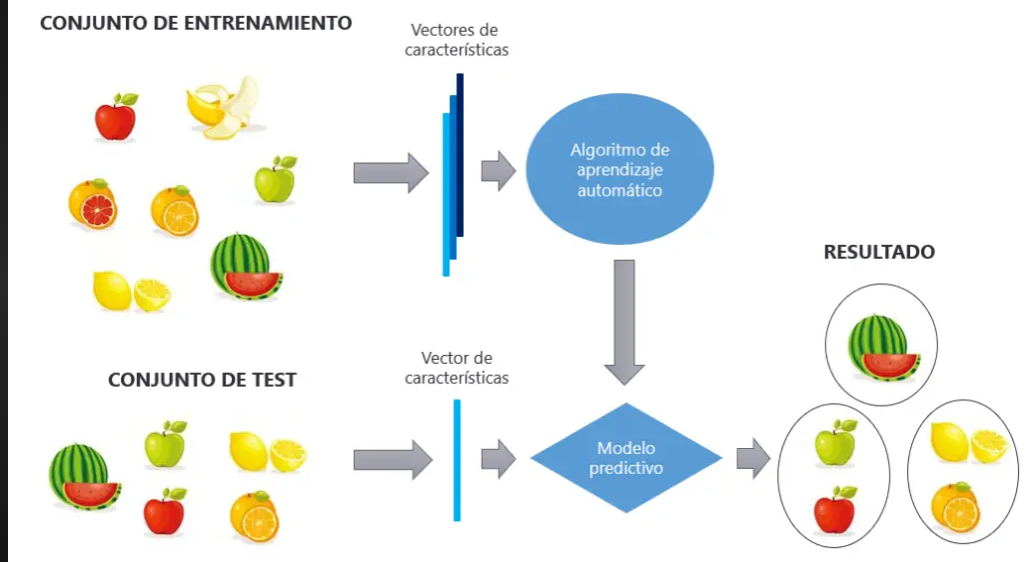 CONJUNTO DE ENTRENAMIENTO
Vectores de
características
Algoritmo de
aprendizaje
automático
RESULTADO
CONJUNTO DE TEST
Vector de
características
Modelo
predictivo